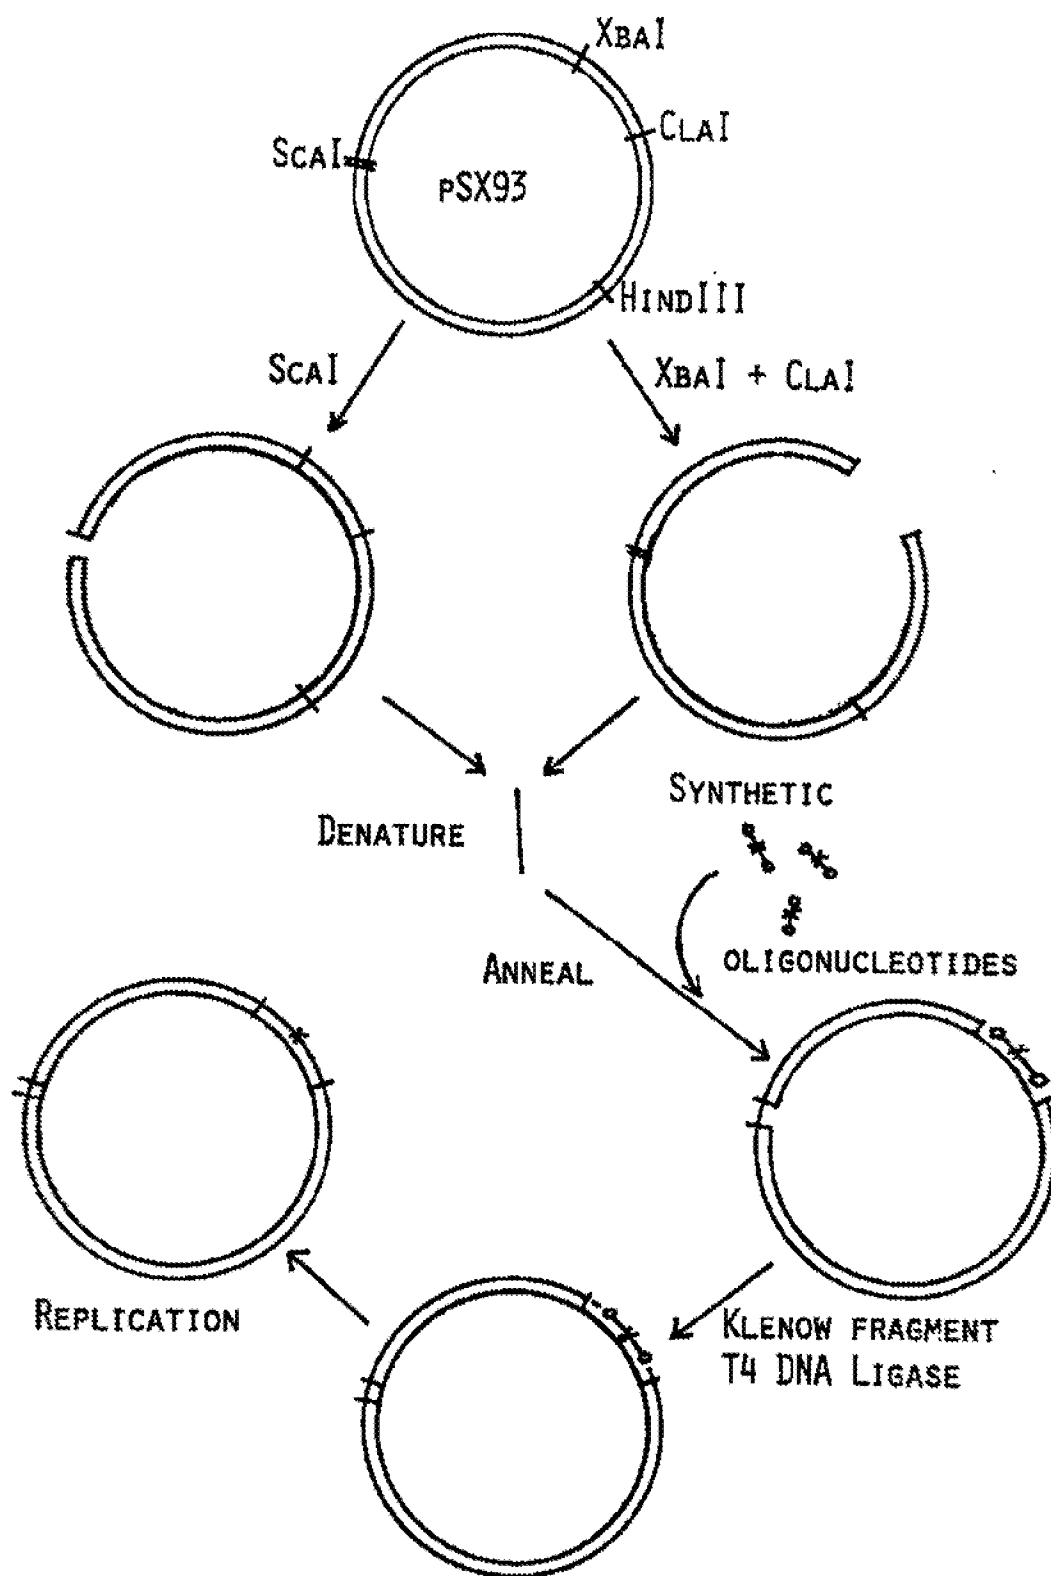 XBAI
CLAI
SCAI
pSX93
HINDIII
SCAI
XBAI + CLAI
SYNTHETIC
DENATURE
ANNEAL
OLIGONUCLEOTIDES
REPLICATION
KLENOW FRAGMENT
T4 DNA LIGASE